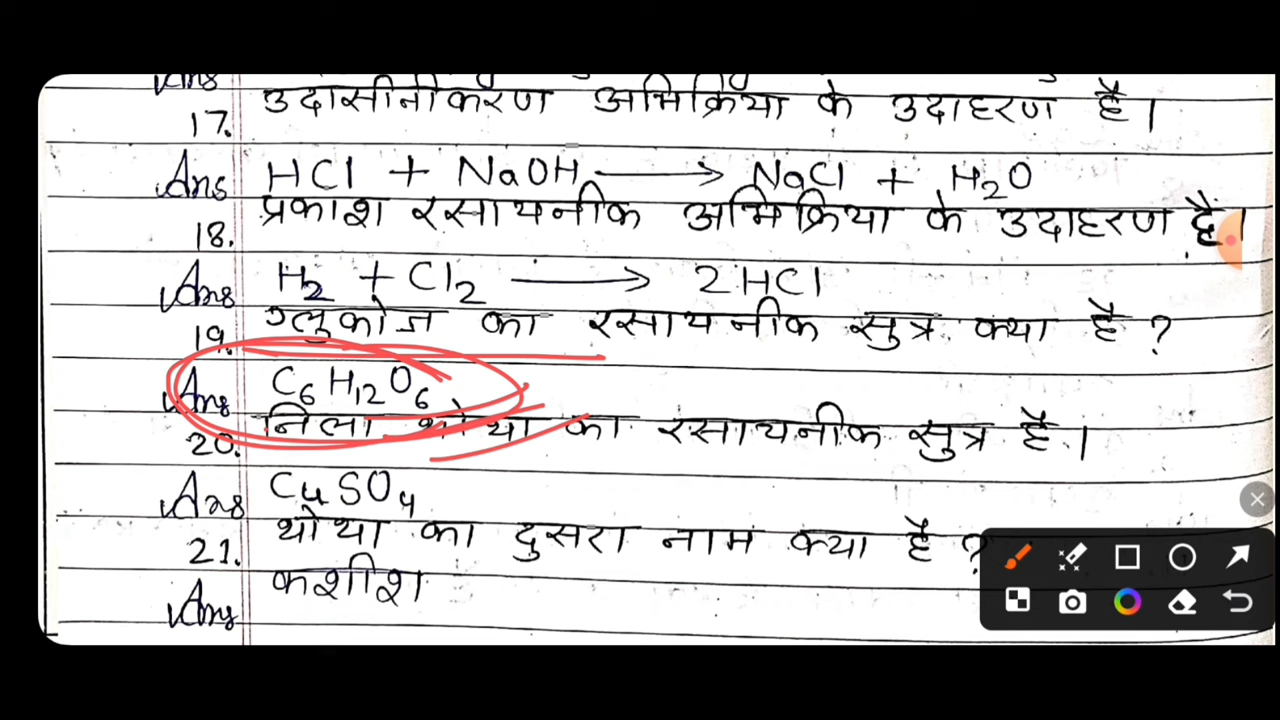 Ans
उदासीनीकरण अभिक्रिया के उदाहरण है।
17.
Ans HCl + NaOH → NaCl + H2O
प्रकाश रसायनीक अभिक्रिया के उदाहरण है।
18.
Ans H2 + Cl2 → 2HCl
ग्लुकोज का रसायनीक सुत्र क्या है ?
19.
Ans C6H12O6
निला थोथा का रसायनीक सुत्र है।
20.
Ans CuSO4
थोथा का दुसरा नाम क्या है ?
21.
कशीश
Ans